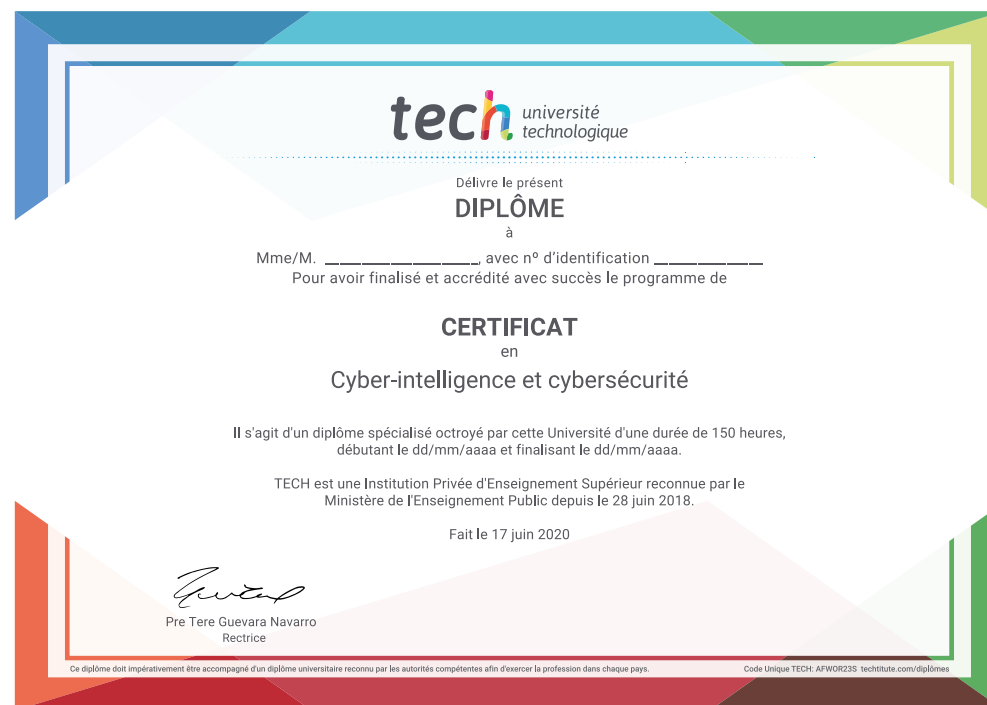 tech université
technologique
Délivre le présent
DIPLÔME
à
Mme/M. ____________________, avec nº d'identification ______________
Pour avoir finalisé et accrédité avec succès le programme de
CERTIFICAT
en
Cyber-intelligence et cybersécurité
Il s'agit d'un diplôme spécialisé octroyé par cette Université d'une durée de 150 heures,
débutant le dd/mm/aaaa et finalisant le dd/mm/aaaa.
TECH est une Institution Privée d'Enseignement Supérieur reconnue par le
Ministère de l'Enseignement Public depuis le 28 juin 2018.
Fait le 17 juin 2020
Pre Tere Guevara Navarro
Rectrice
Ce diplôme doit impérativement être accompagné d'un diplôme universitaire reconnu par les autorités compétentes afin d'exercer la profession dans chaque pays.
Code Unique TECH: AFWOR23S techtitute.com/diplômes